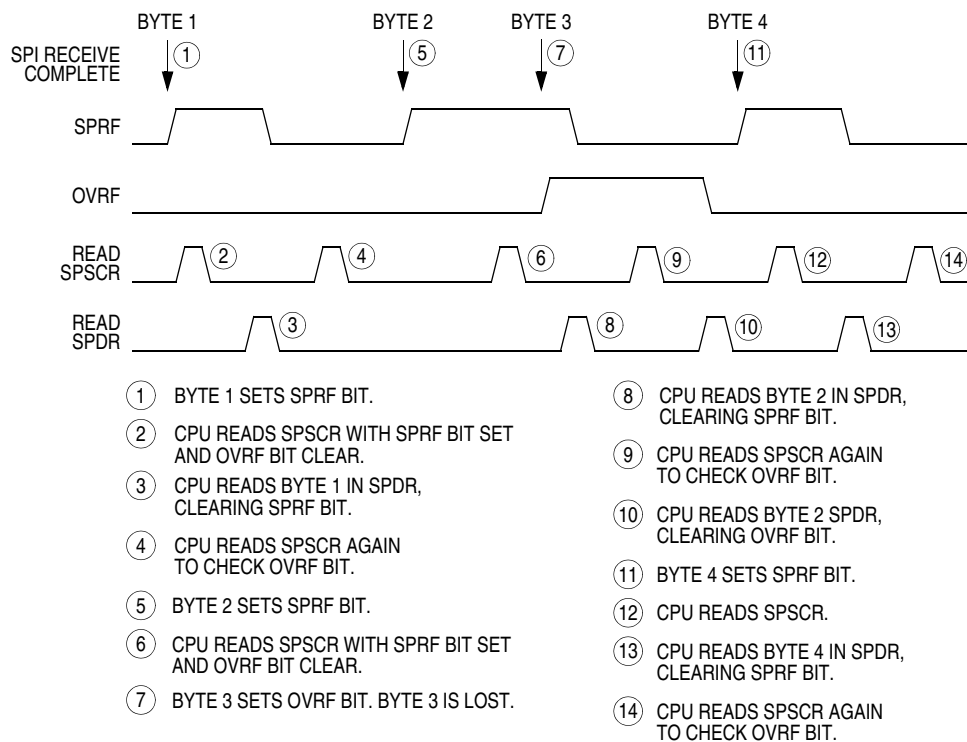 BYTE 1 BYTE 2 BYTE 3 BYTE 4
SPI RECEIVE
COMPLETE
1 5 7 11
SPRF
OVRF
READ
SPSCR
2 4 6 9 12 14
READ
SPDR
3 8 10 13
1 BYTE 1 SETS SPRF BIT.
2 CPU READS SPSCR WITH SPRF BIT SET
AND OVRF BIT CLEAR.
3 CPU READS BYTE 1 IN SPDR,
CLEARING SPRF BIT.
4 CPU READS SPSCR AGAIN
TO CHECK OVRF BIT.
5 BYTE 2 SETS SPRF BIT.
6 CPU READS SPSCR WITH SPRF BIT SET
AND OVRF BIT CLEAR.
7 BYTE 3 SETS OVRF BIT. BYTE 3 IS LOST.
8 CPU READS BYTE 2 IN SPDR,
CLEARING SPRF BIT.
9 CPU READS SPSCR AGAIN
TO CHECK OVRF BIT.
10 CPU READS BYTE 2 SPDR,
CLEARING OVRF BIT.
11 BYTE 4 SETS SPRF BIT.
12 CPU READS SPSCR.
13 CPU READS BYTE 4 IN SPDR,
CLEARING SPRF BIT.
14 CPU READS SPSCR AGAIN
TO CHECK OVRF BIT.